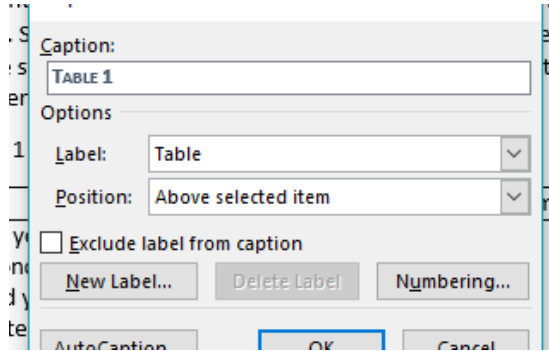 Caption:
TABLE 1
Options
1
Label: Table
Position: Above selected item
Exclude label from caption
New Label... Delete Label Numbering...
AutoCaption... OK Cancel